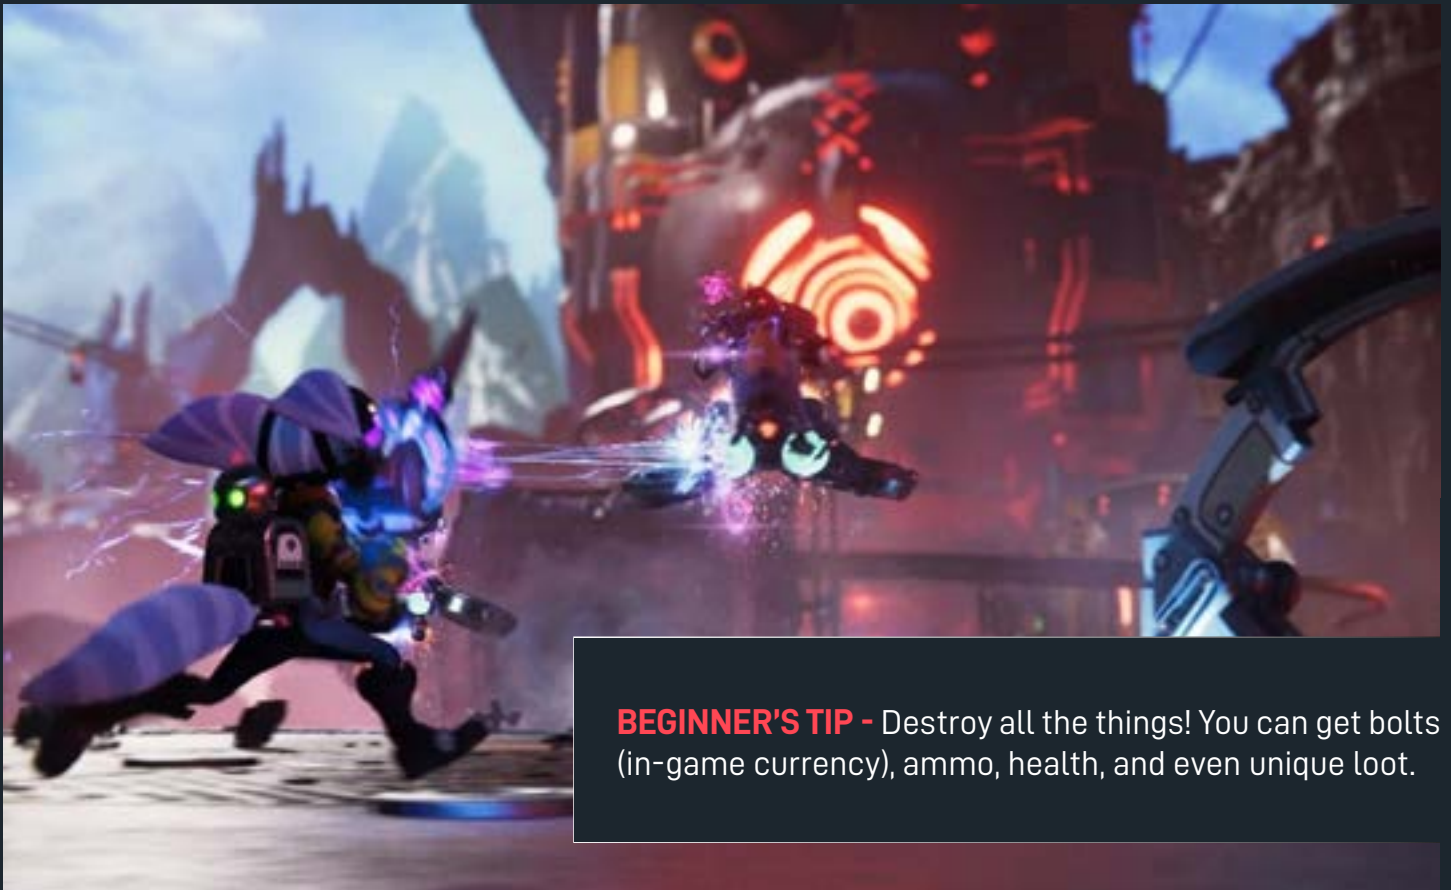 BEGINNER'S TIP - Destroy all the things! You can get bolts
(in-game currency), ammo, health, and even unique loot.